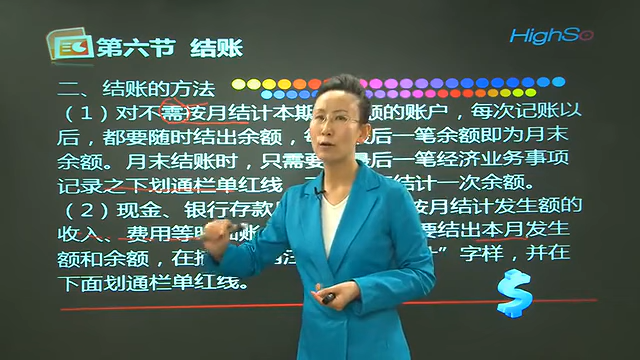 第六节 结账
HighSo
二、结账的方法
（1）对不需按月结计本期 额的账户，每次记账以
后，都要随时结出余额，每 后一笔余额即为月末
余额。月末结账时，只需要 最后一笔经济业务事项
记录之下划通栏单红线 结计一次余额。
（2）现金、银行存款 按月结计发生额的
收入、费用等明细账 要结出本月发生
额和余额，在摘 ”字样，并在
下面划通栏单红线。